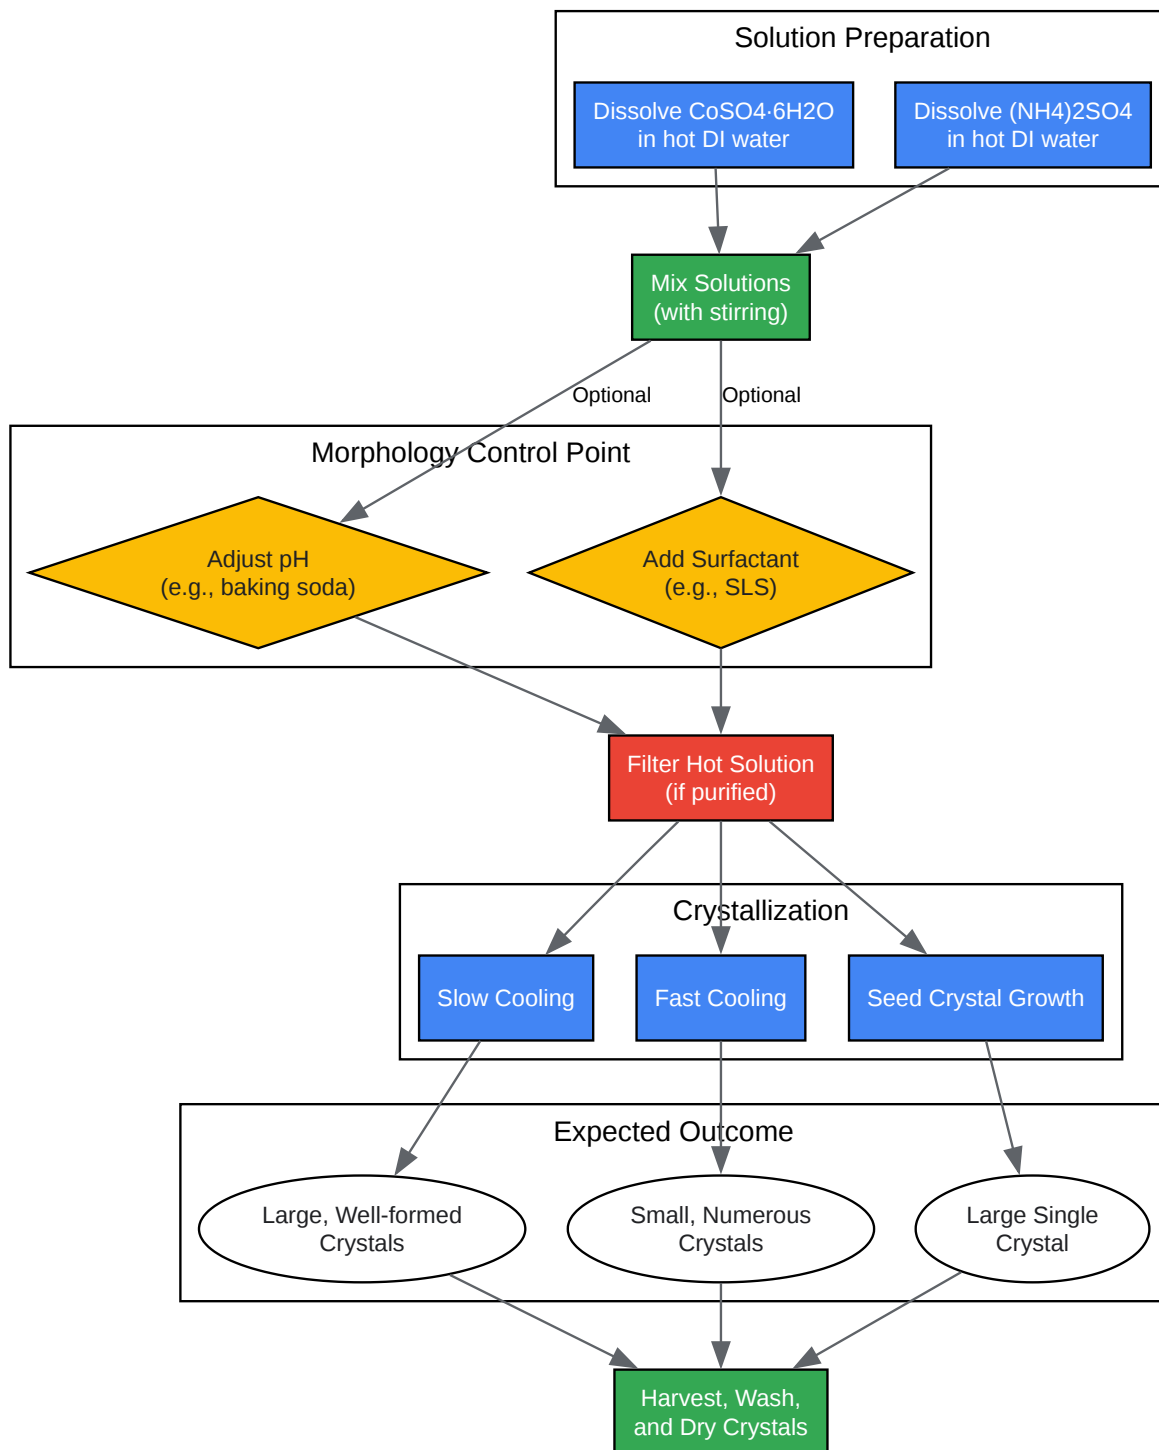 Solution Preparation
Dissolve CoSO4·6H2O
in hot DI water
Dissolve (NH4)2SO4
in hot DI water
Mix Solutions
(with stirring)
Optional
Optional
Morphology Control Point
Adjust pH
(e.g., baking soda)
Add Surfactant
(e.g., SLS)
Filter Hot Solution
(if purified)
Crystallization
Slow Cooling
Fast Cooling
Seed Crystal Growth
Expected Outcome
Large, Well-formed
Crystals
Small, Numerous
Crystals
Large Single
Crystal
Harvest, Wash,
and Dry Crystals